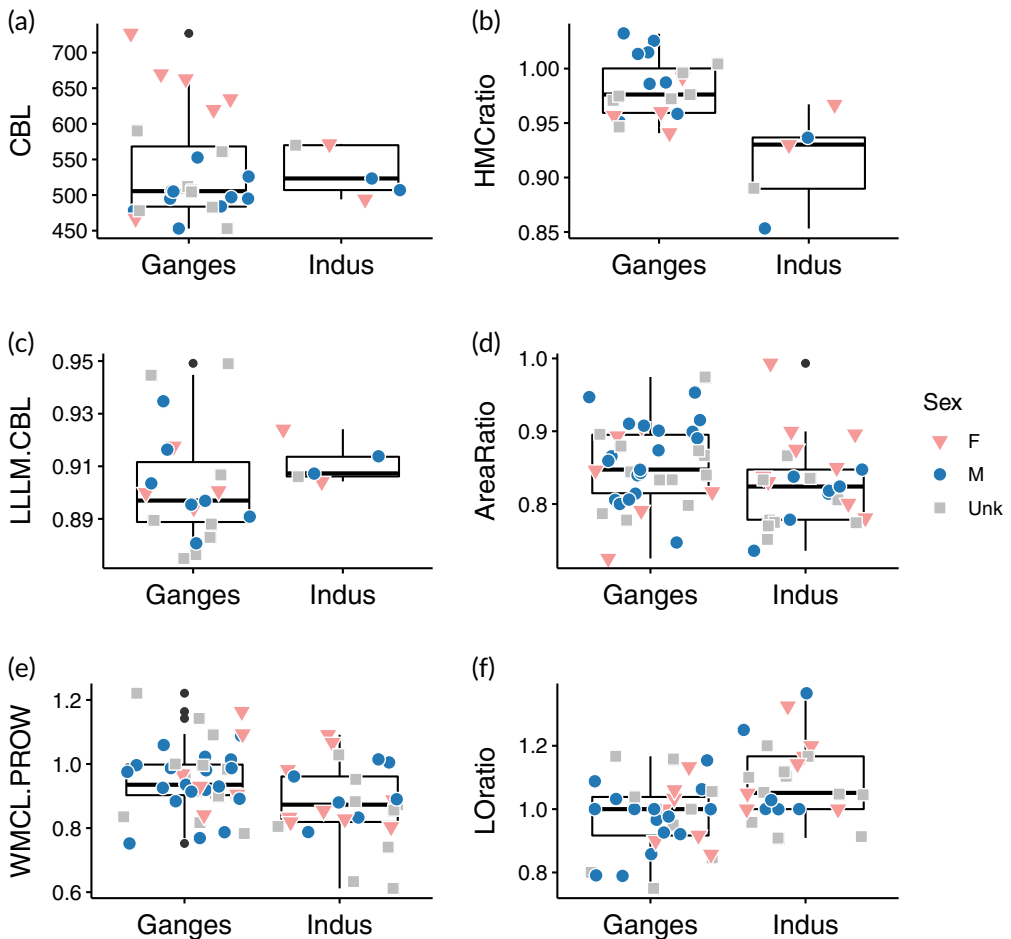 (a)
CBL
700
650
600
550
500
450
Ganges
Indus
(b)
HMCratio
1.00
0.95
0.90
0.85
Ganges
Indus
(c)
LLLM.CBL
0.95
0.93
0.91
0.89
Ganges
Indus
(d)
AreaRatio
1.0
0.9
0.8
Ganges
Indus
Sex
F
M
Unk
(e)
WMCL.PROW
1.2
1.0
0.8
0.6
Ganges
Indus
(f)
LOratio
1.2
1.0
0.8
Ganges
Indus